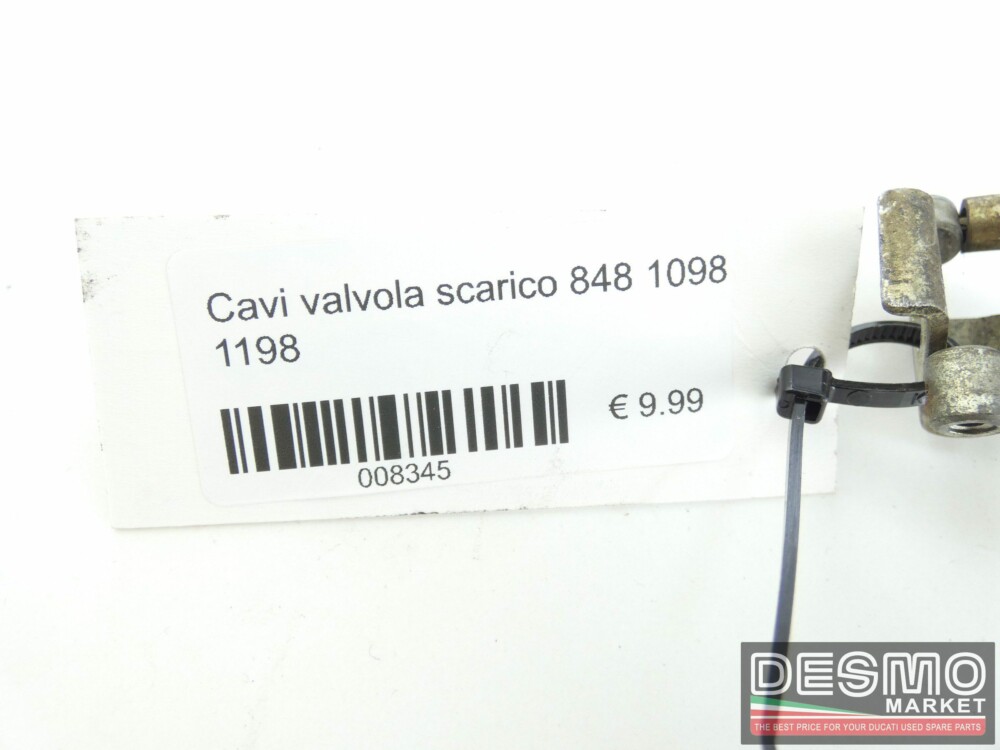 Cavi valvola scarico 848 1098
1198
€ 9.99
008345
DESMO
MARKET
THE BEST PRICE FOR YOUR DUCATI USED SPARE PARTS